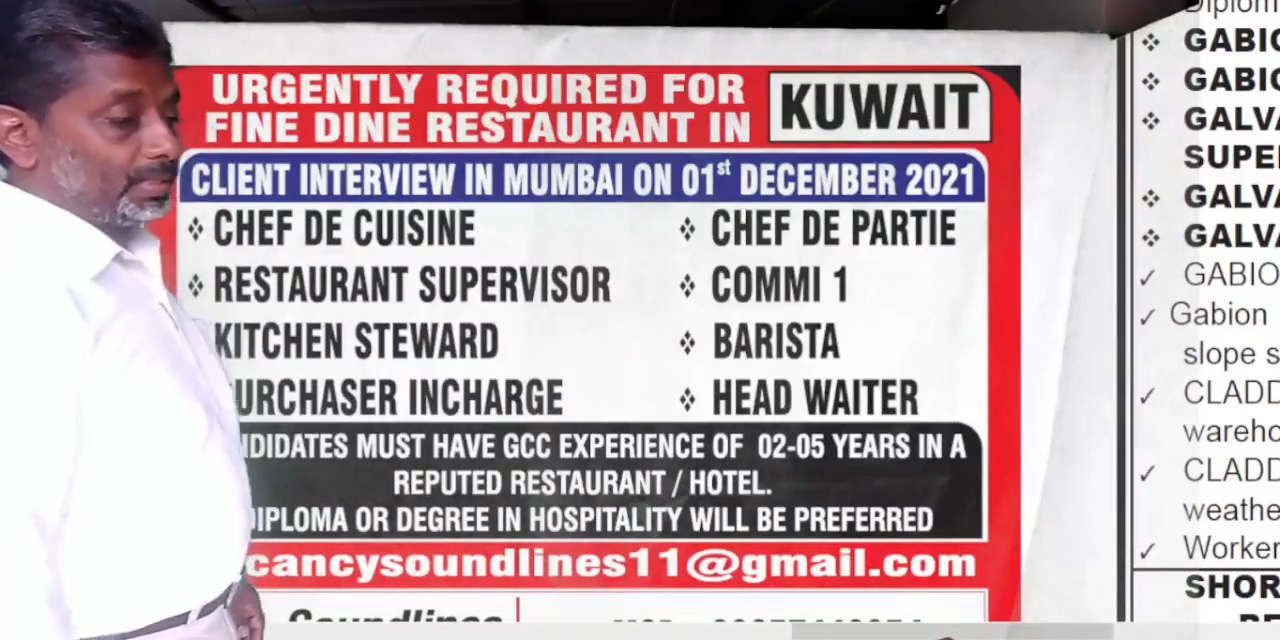 URGENTLY REQUIRED FOR
FINE DINE RESTAURANT IN
KUWAIT
CLIENT INTERVIEW IN MUMBAI ON 01st DECEMBER 2021
❖ CHEF DE CUISINE
❖ RESTAURANT SUPERVISOR
KITCHEN STEWARD
URCHASER INCHARGE
❖ CHEF DE PARTIE
❖ COMMI 1
❖ BARISTA
❖ HEAD WAITER
NDIDATES MUST HAVE GCC EXPERIENCE OF 02-05 YEARS IN A
REPUTED RESTAURANT / HOTEL.
DIPLOMA OR DEGREE IN HOSPITALITY WILL BE PREFERRED
cancysoundlines11@gmail.com
Soundlines
Diplom
❖ GABIO
❖ GABIO
❖ GALVA
SUPE
❖ GALVA
❖ GALVA
✓ GABIO
✓ Gabion
slope s
✓ CLADD
wareho
✓ CLADD
weathe
✓ Worker
SHOR